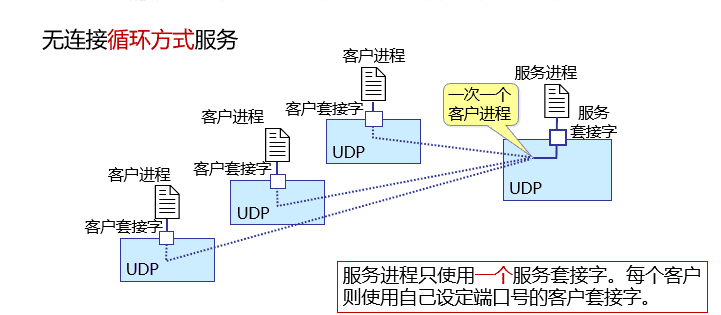 无连接循环方式服务
客户进程
客户套接字
UDP
客户进程
客户套接字
UDP
客户进程
客户套接字
UDP
一次一个
客户进程
服务进程
服务
套接字
UDP
服务进程只使用一个服务套接字。每个客户
则使用自己设定端口号的客户套接字。